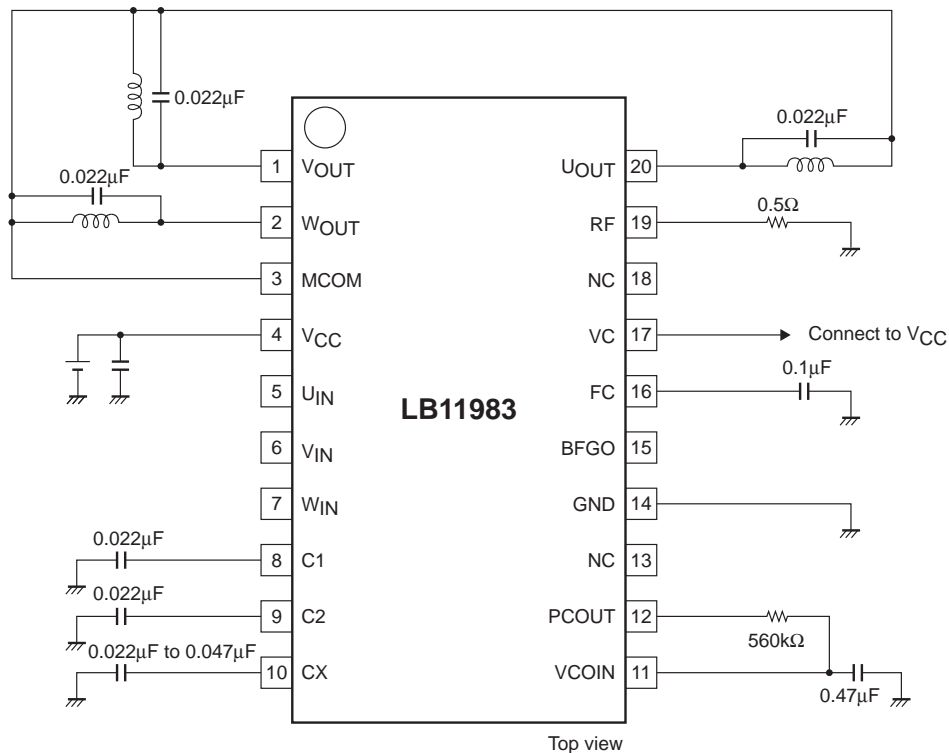 0.022µF
0.022µF
0.022µF
1 VOUT
UOUT 20
2 WOUT
0.5Ω
RF 19
3 MCOM
NC 18
4 VCC
VC 17
Connect to VCC
0.1µF
5 UIN
FC 16
LB11983
6 VIN
BFGO 15
7 WIN
GND 14
0.022µF
8 C1
NC 13
0.022µF
9 C2
PCOUT 12
560kΩ
0.022µF to 0.047µF
10 CX
VCOIN 11
0.47µF
Top view